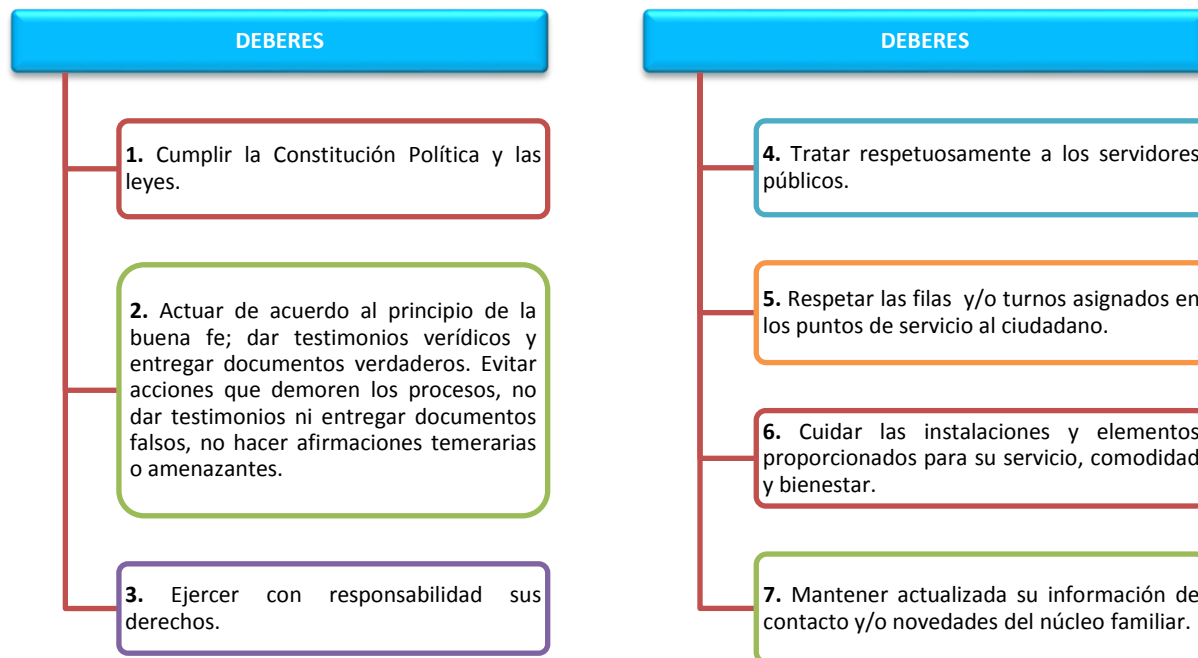 DEBERES
1. Cumplir la Constitución Política y las
leyes.
2. Actuar de acuerdo al principio de la
buena fe; dar testimonios verídicos y
entregar documentos verdaderos. Evitar
acciones que demoren los procesos, no
dar testimonios ni entregar documentos
falsos, no hacer afirmaciones temerarias
o amenazantes.
3. Ejercer con responsabilidad sus
derechos.
DEBERES
4. Tratar respetuosamente a los servidores
públicos.
5. Respetar las filas y/o turnos asignados en
los puntos de servicio al ciudadano.
6. Cuidar las instalaciones y elementos
proporcionados para su servicio, comodidad
y bienestar.
7. Mantener actualizada su información de
contacto y/o novedades del núcleo familiar.